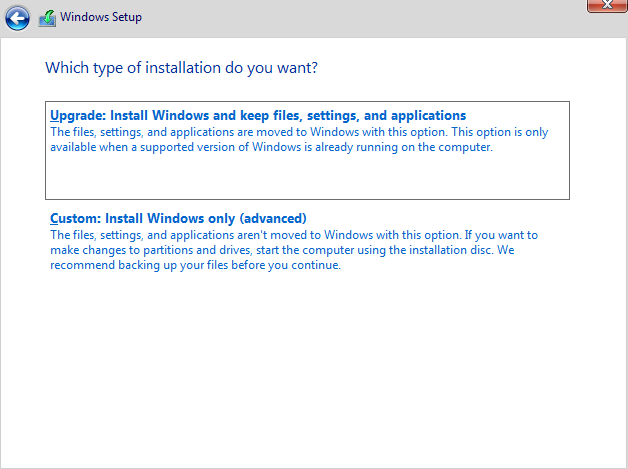 Windows Setup
Which type of installation do you want?
Upgrade: Install Windows and keep files, settings, and applications
The files, settings, and applications are moved to Windows with this option. This option is only
available when a supported version of Windows is already running on the computer.
Custom: Install Windows only (advanced)
The files, settings, and applications aren't moved to Windows with this option. If you want to
make changes to partitions and drives, start the computer using the installation disc. We
recommend backing up your files before you continue.